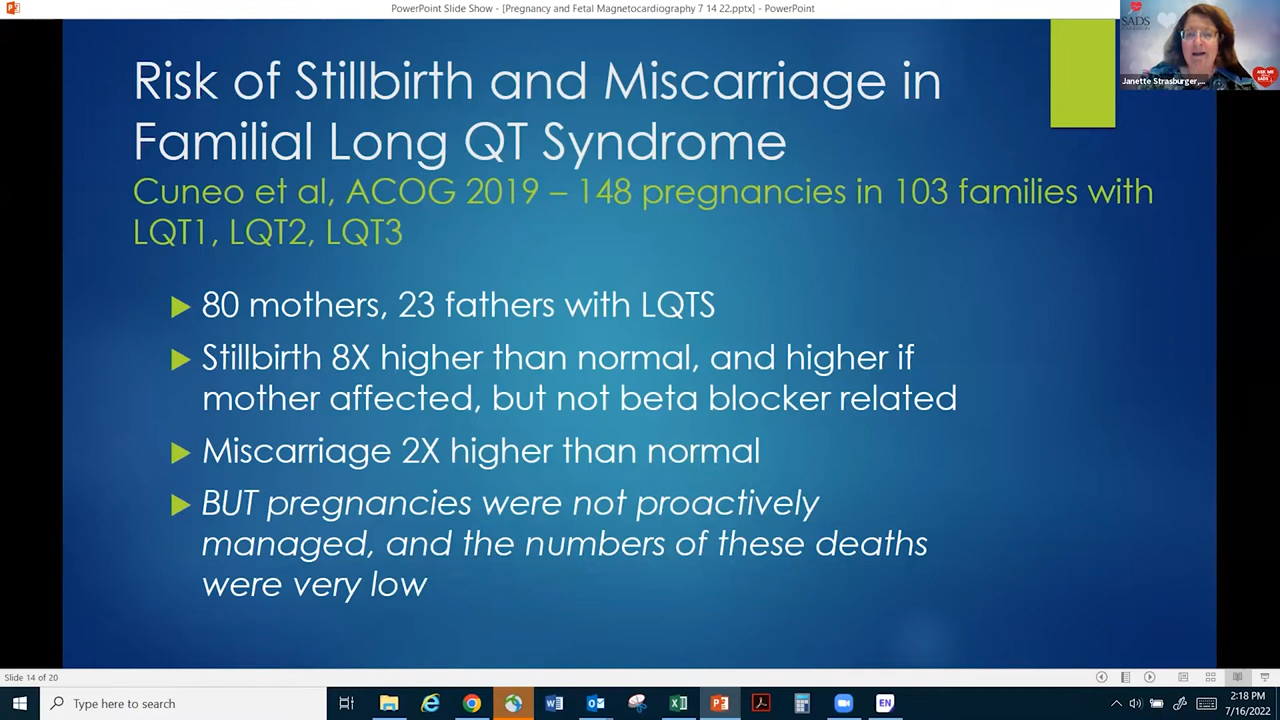 PowerPoint Slide Show - [Pregnancy and Fetal Magnetocardiography 7 14 22.pptx] - PowerPoint
SADS
FOUNDATION
Janette Strasburger,...
ASK ME
SADS
Risk of Stillbirth and Miscarriage in
Familial Long QT Syndrome
Cuneo et al, ACOG 2019 – 148 pregnancies in 103 families with
LQT1, LQT2, LQT3
80 mothers, 23 fathers with LQTS
Stillbirth 8X higher than normal, and higher if
mother affected, but not beta blocker related
Miscarriage 2X higher than normal
BUT pregnancies were not proactively
managed, and the numbers of these deaths
were very low
Slide 14 of 20
Type here to search
EN
2:18 PM
7/16/2022